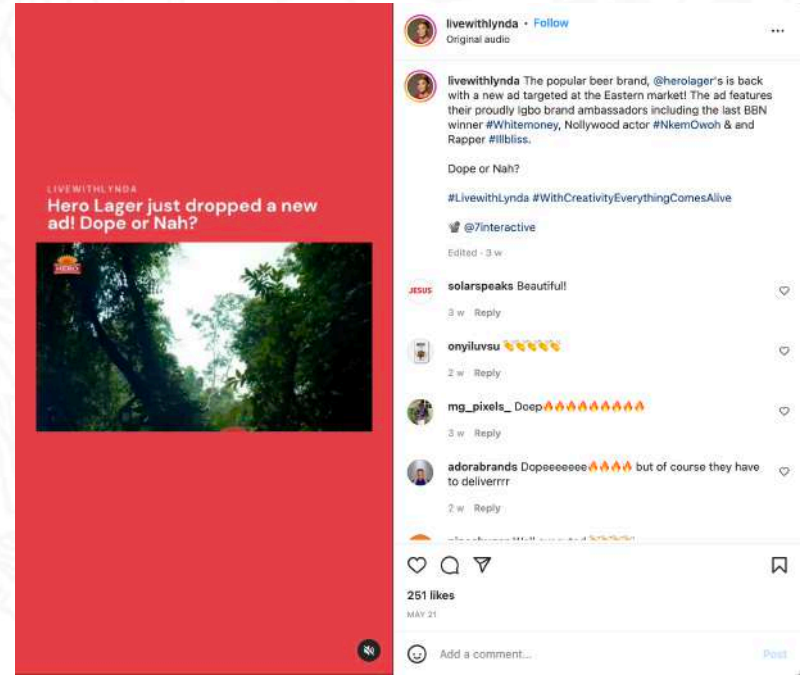 LIVEWITHLYNDA
Hero Lager just dropped a new
ad! Dope or Nah?
HERO
livewithlynda • Follow
Original audio
livewithlynda The popular beer brand, @herolager's is back
with a new ad targeted at the Eastern market! The ad features
their proudly Igbo brand ambassadors including the last BBN
winner #Whitemoney, Nollywood actor #NkemOwoh & and
Rapper #Illbliss.
Dope or Nah?
#LivewithLynda #WithCreativityEverythingComesAlive
📽 @7interactive
Edited · 3 w
JESUS
solarspeaks Beautiful!
3 w Reply
onyiluvsu 👏👏👏👏👏
2 w Reply
mg_pixels_ Doep🔥🔥🔥🔥🔥🔥🔥🔥🔥
3 w Reply
adorabrands Dopeeeeeee🔥🔥🔥🔥 but of course they have
to deliverrrr
2 w Reply
251 likes
MAY 21
Add a comment...
Post